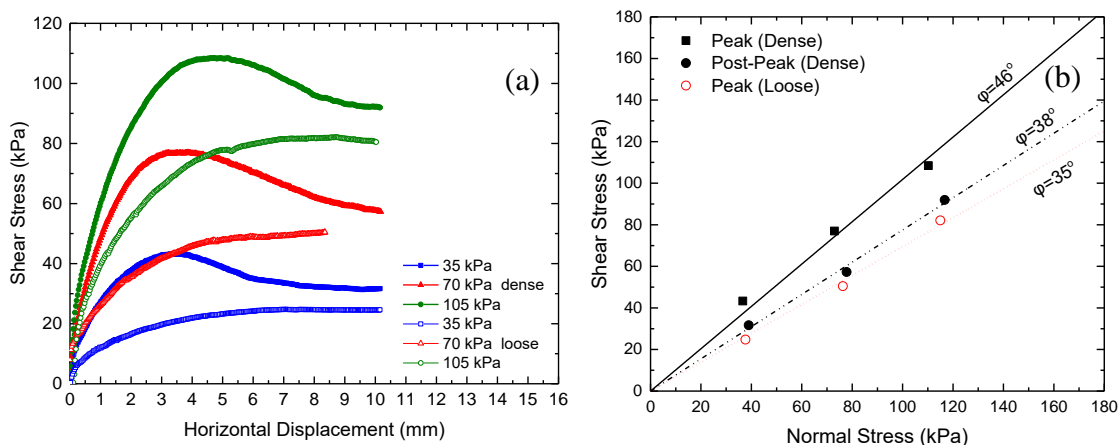 120
100
80
60
40
20
0
Shear Stress (kPa)
(a)
35 kPa
70 kPa dense
105 kPa
35 kPa
70 kPa loose
105 kPa
0 1 2 3 4 5 6 7 8 9 10 11 12 13 14 15 16
Horizontal Displacement (mm)
180
160
140
120
100
80
60
40
20
0
Shear Stress (kPa)
Peak (Dense)
Post-Peak (Dense)
Peak (Loose)
(b)
φ=46°
φ=38°
φ=35°
0 20 40 60 80 100 120 140 160 180
Normal Stress (kPa)